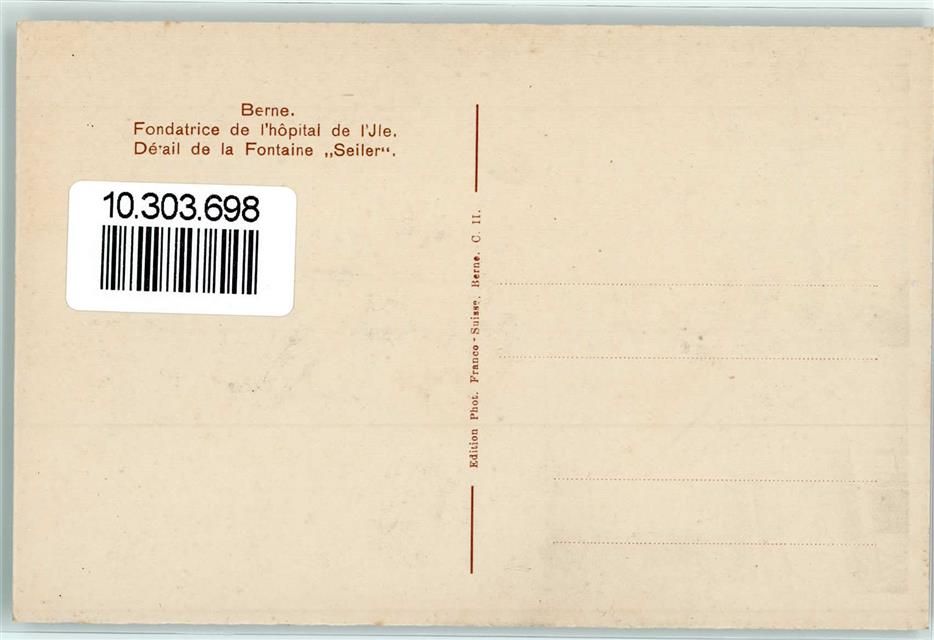 Berne.
Fondatrice de l'hôpital de l'Jle.
Détail de la Fontaine „Seiler“.
10.303.698
Edition Phot. Franco-Suisse, Berne. C. II.